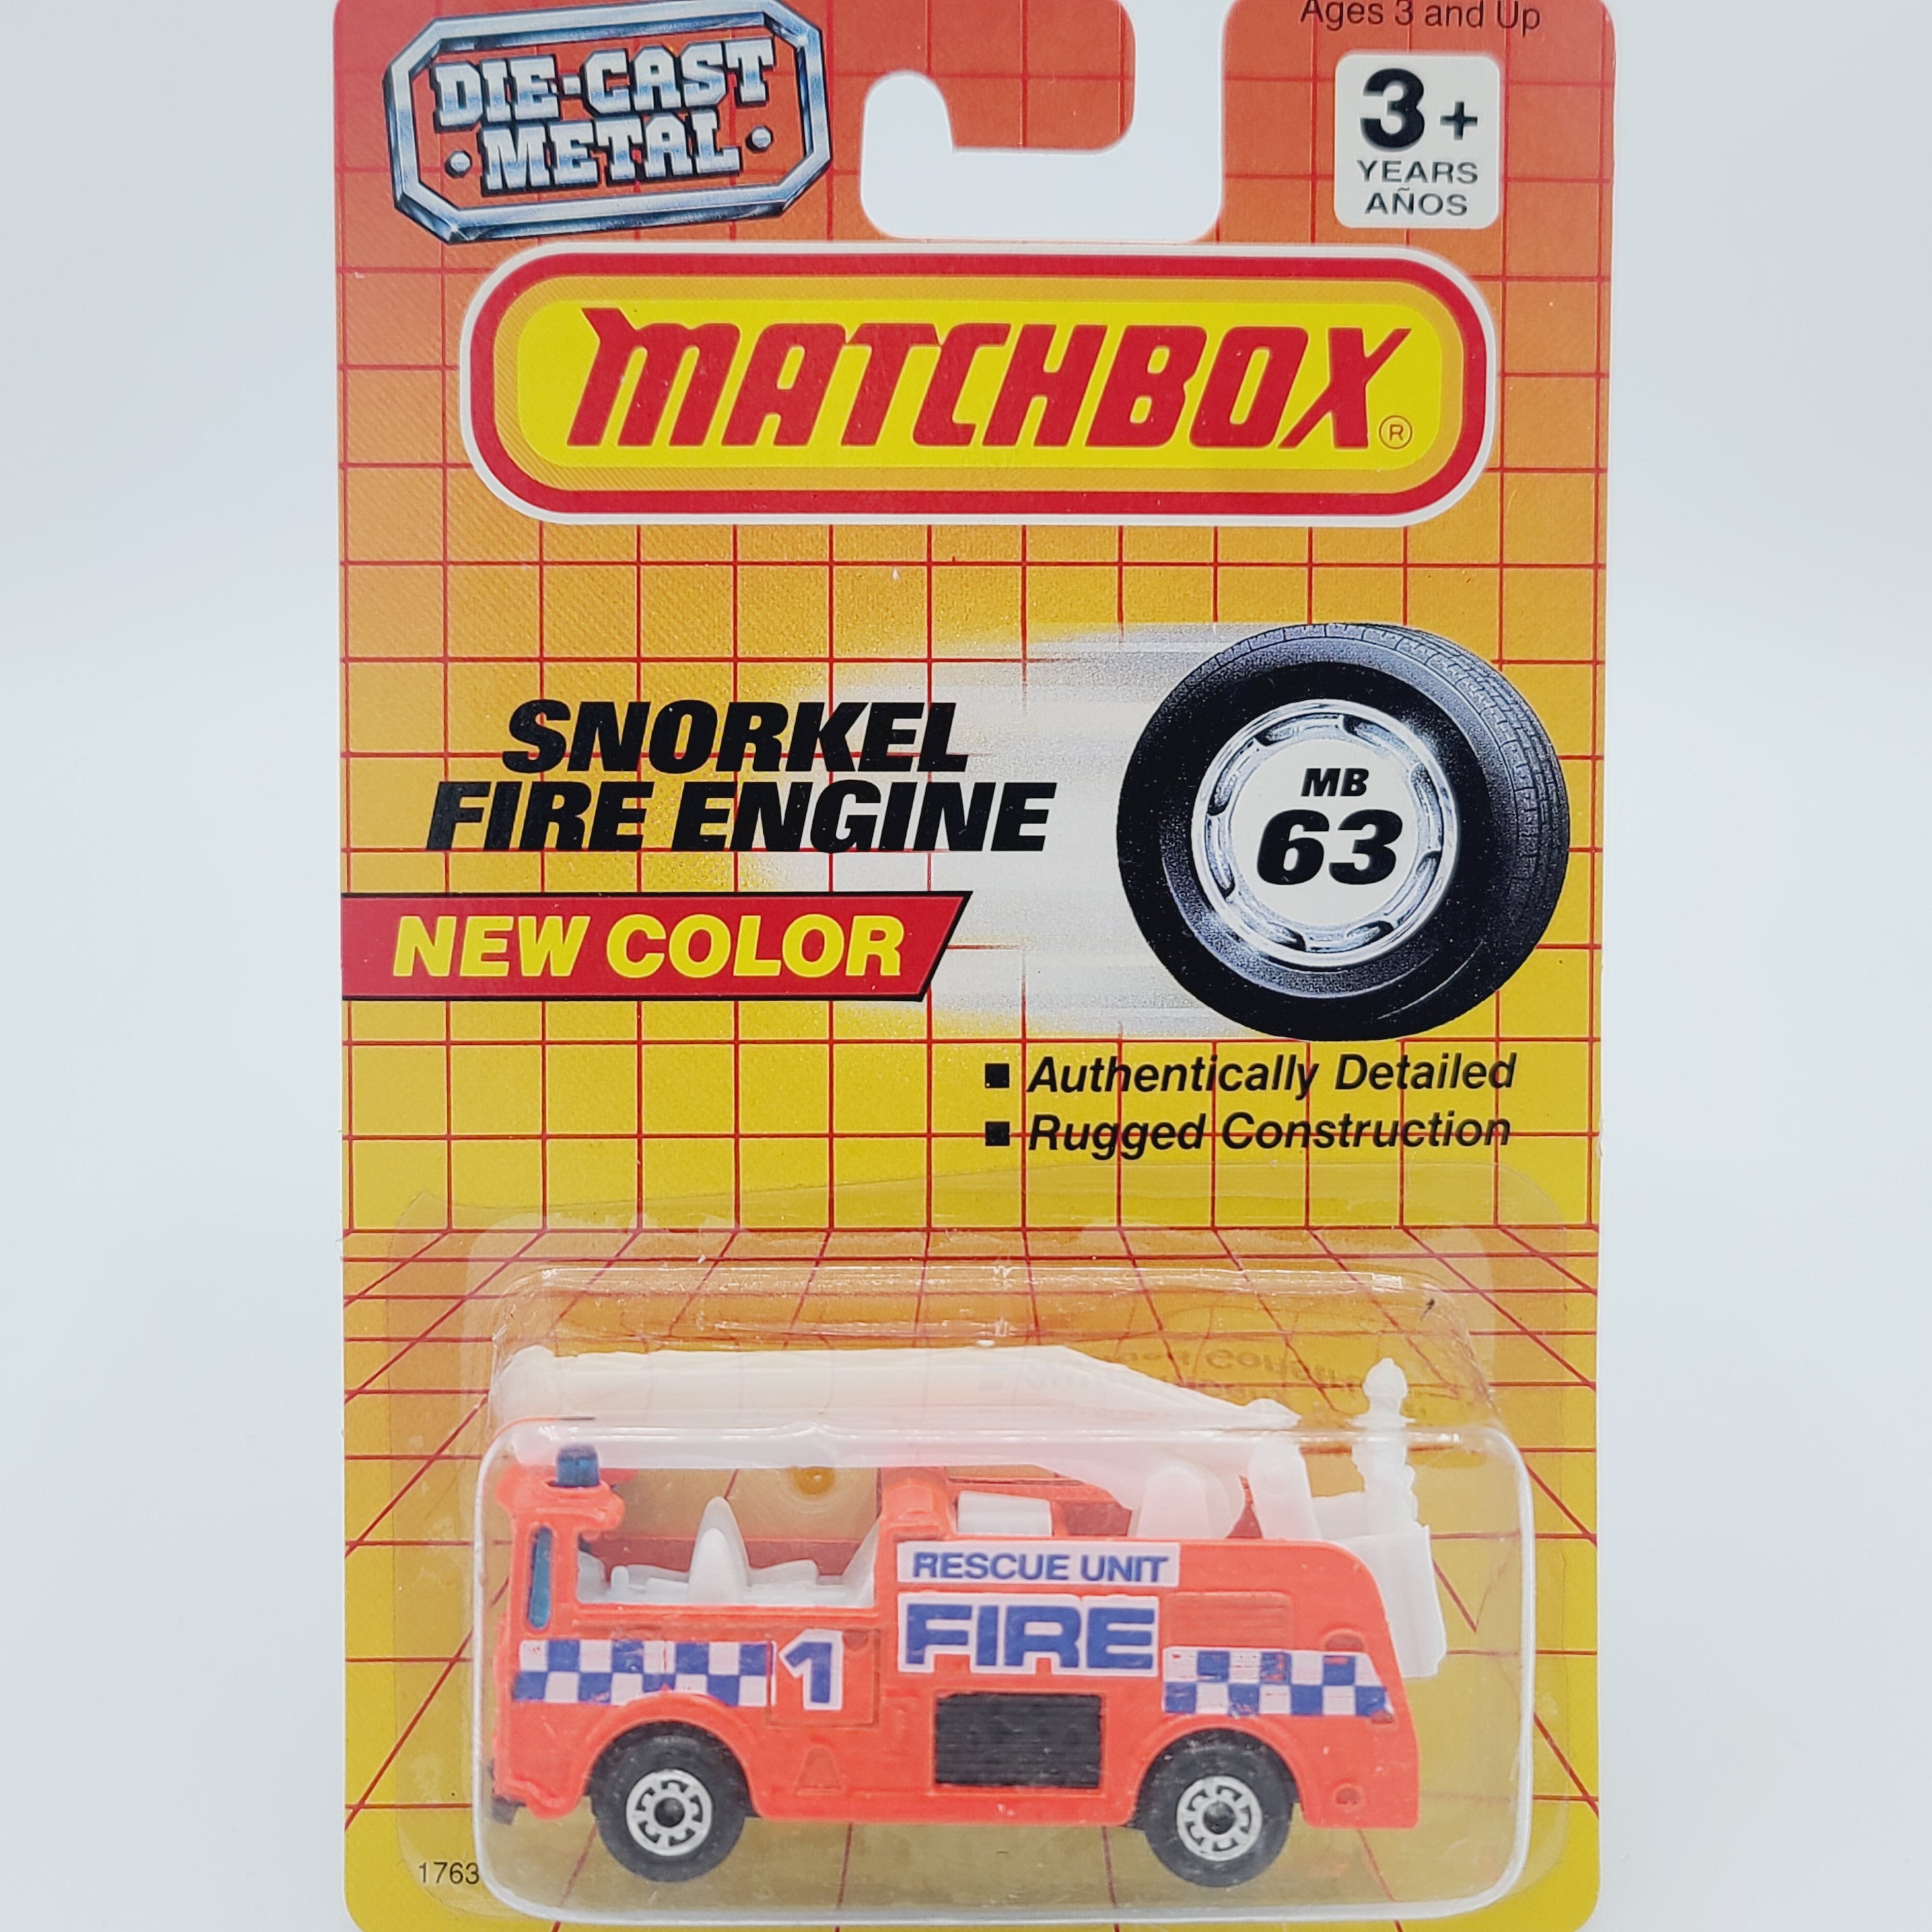 Ages 3 and Up
DIE-CAST
METAL
3+
YEARS
AÑOS
MATCHBOX®
SNORKEL
FIRE ENGINE
MB
63
NEW COLOR
■ Authentically Detailed
■ Rugged Construction
RESCUE UNIT
FIRE
1
1763